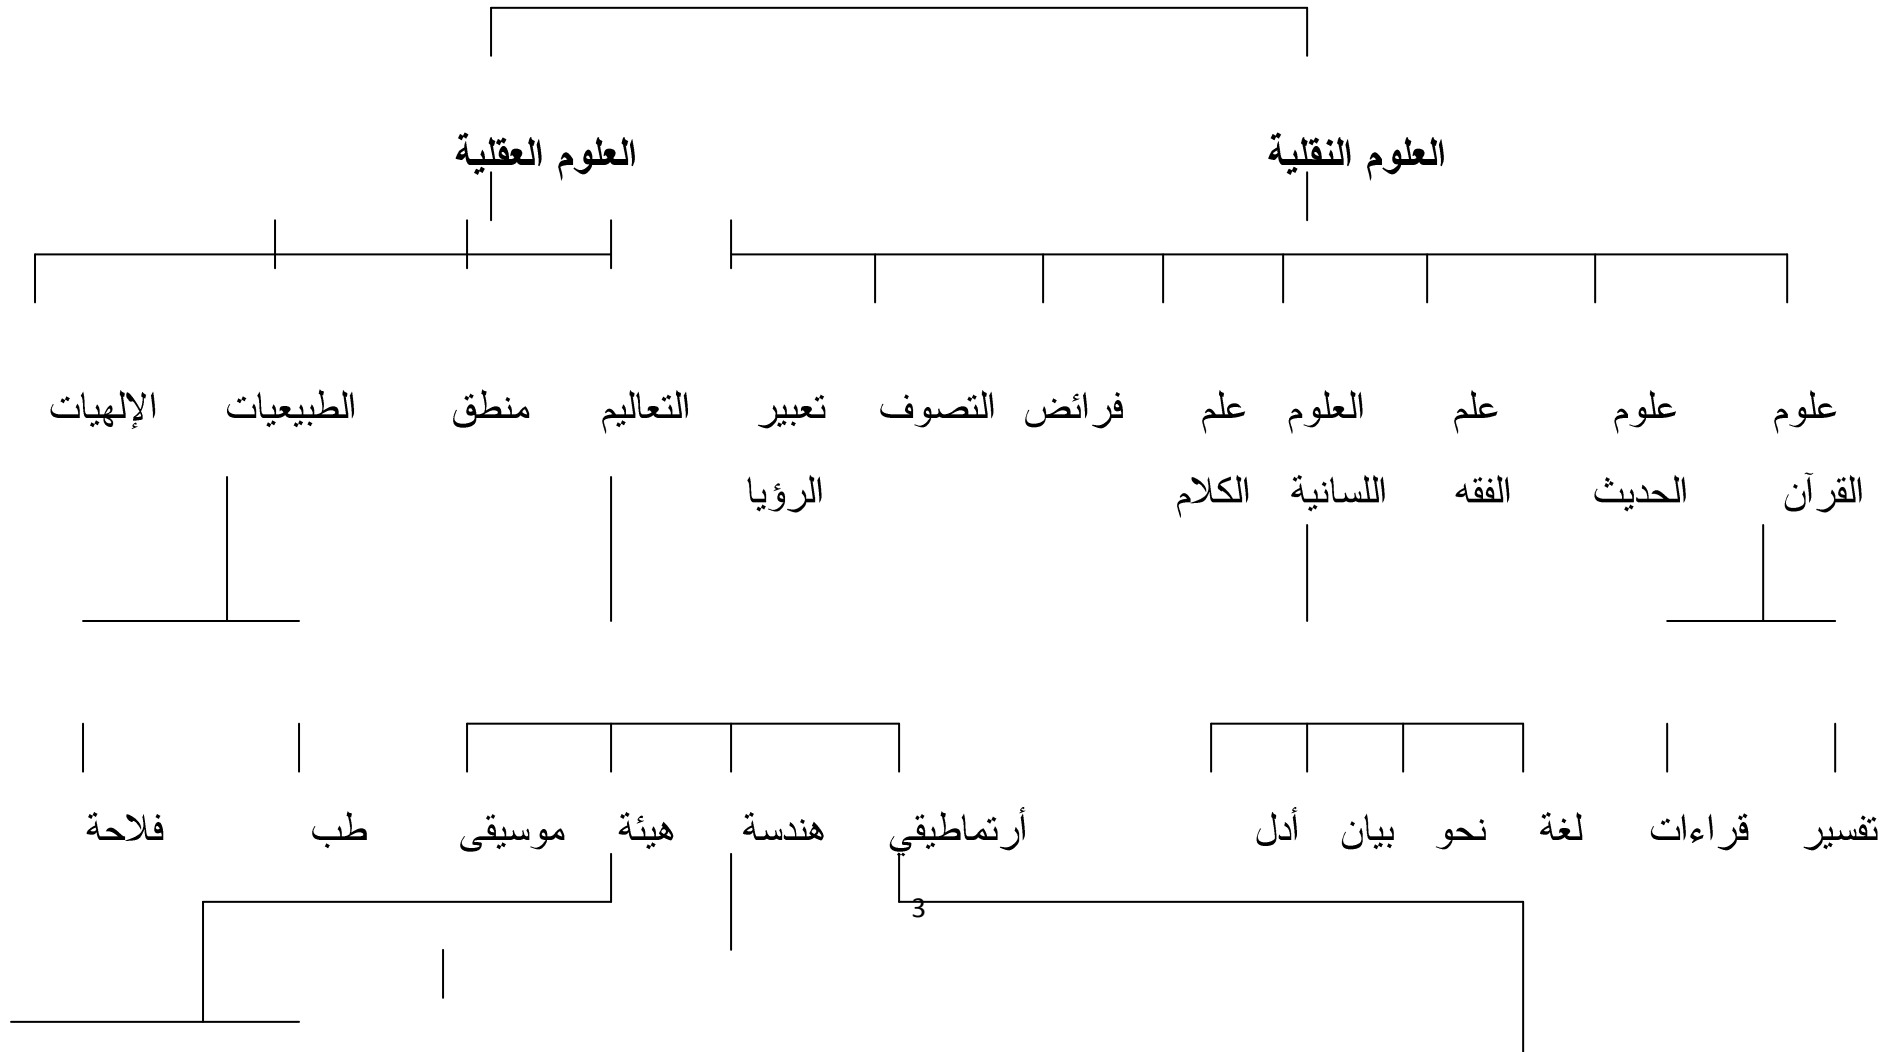 العلوم النقلية العلوم العقلية
علوم علوم علم العلوم علم فرائض التصوف تعبير التعاليم منطق الطبيعيات الإلهيات
القرآن الحديث الفقه اللسانية الكلام الرؤيا
تفسير قراءات لغة نحو بيان أدل أرتماطيقي هندسة هيئة موسيقى طب فلاحة
3